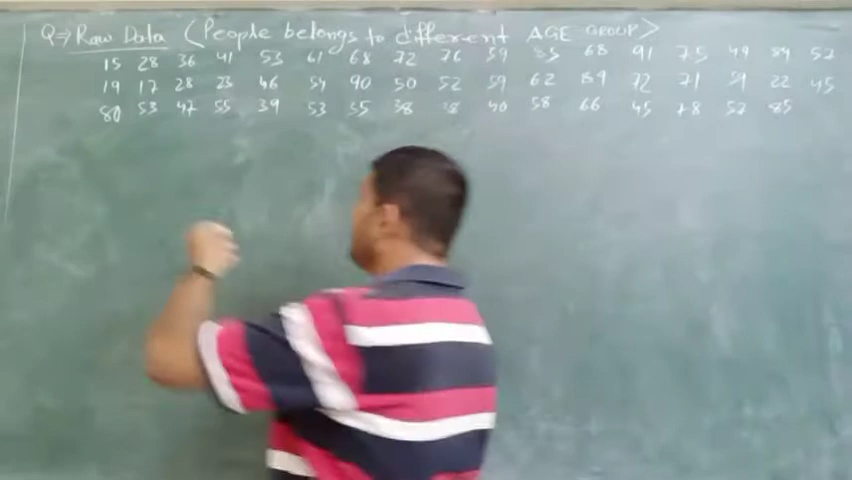 Q⇒ Raw Data (People belongs to different AGE GROUP)
15 28 36 41 53 61 68 72 76 59 35 68 91 75 49 89 52
19 17 28 23 46 54 90 50 52 59 62 89 72 71 59 22 45
80 53 47 55 39 53 55 38 38 40 58 66 45 78 52 85